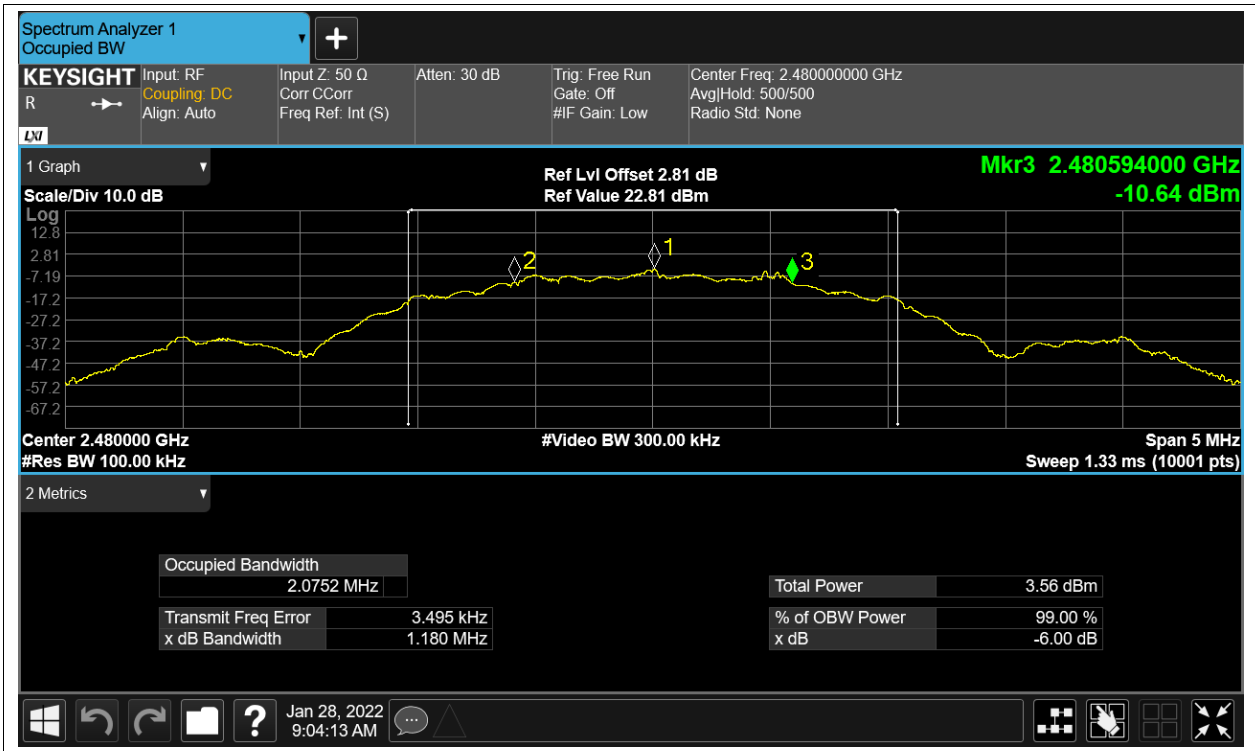 Spectrum Analyzer 1
Occupied BW
KEYSIGHT
R
LXI
Input: RF
Coupling: DC
Align: Auto
Input Z: 50 Ω
Corr CCorr
Freq Ref: Int (S)
Atten: 30 dB
Trig: Free Run
Gate: Off
#IF Gain: Low
Center Freq: 2.480000000 GHz
Avg|Hold: 500/500
Radio Std: None
1 Graph
Scale/Div 10.0 dB
Ref Lvl Offset 2.81 dB
Ref Value 22.81 dBm
Mkr3 2.480594000 GHz
-10.64 dBm
Log
12.8
2.81
-7.19
-17.2
-27.2
-37.2
-47.2
-57.2
-67.2
2
1
3
Center 2.480000 GHz
#Res BW 100.00 kHz
#Video BW 300.00 kHz
Span 5 MHz
Sweep 1.33 ms (10001 pts)
2 Metrics
Occupied Bandwidth
2.0752 MHz
Transmit Freq Error 3.495 kHz
x dB Bandwidth 1.180 MHz
Total Power 3.56 dBm
% of OBW Power 99.00 %
x dB -6.00 dB
Jan 28, 2022
9:04:13 AM